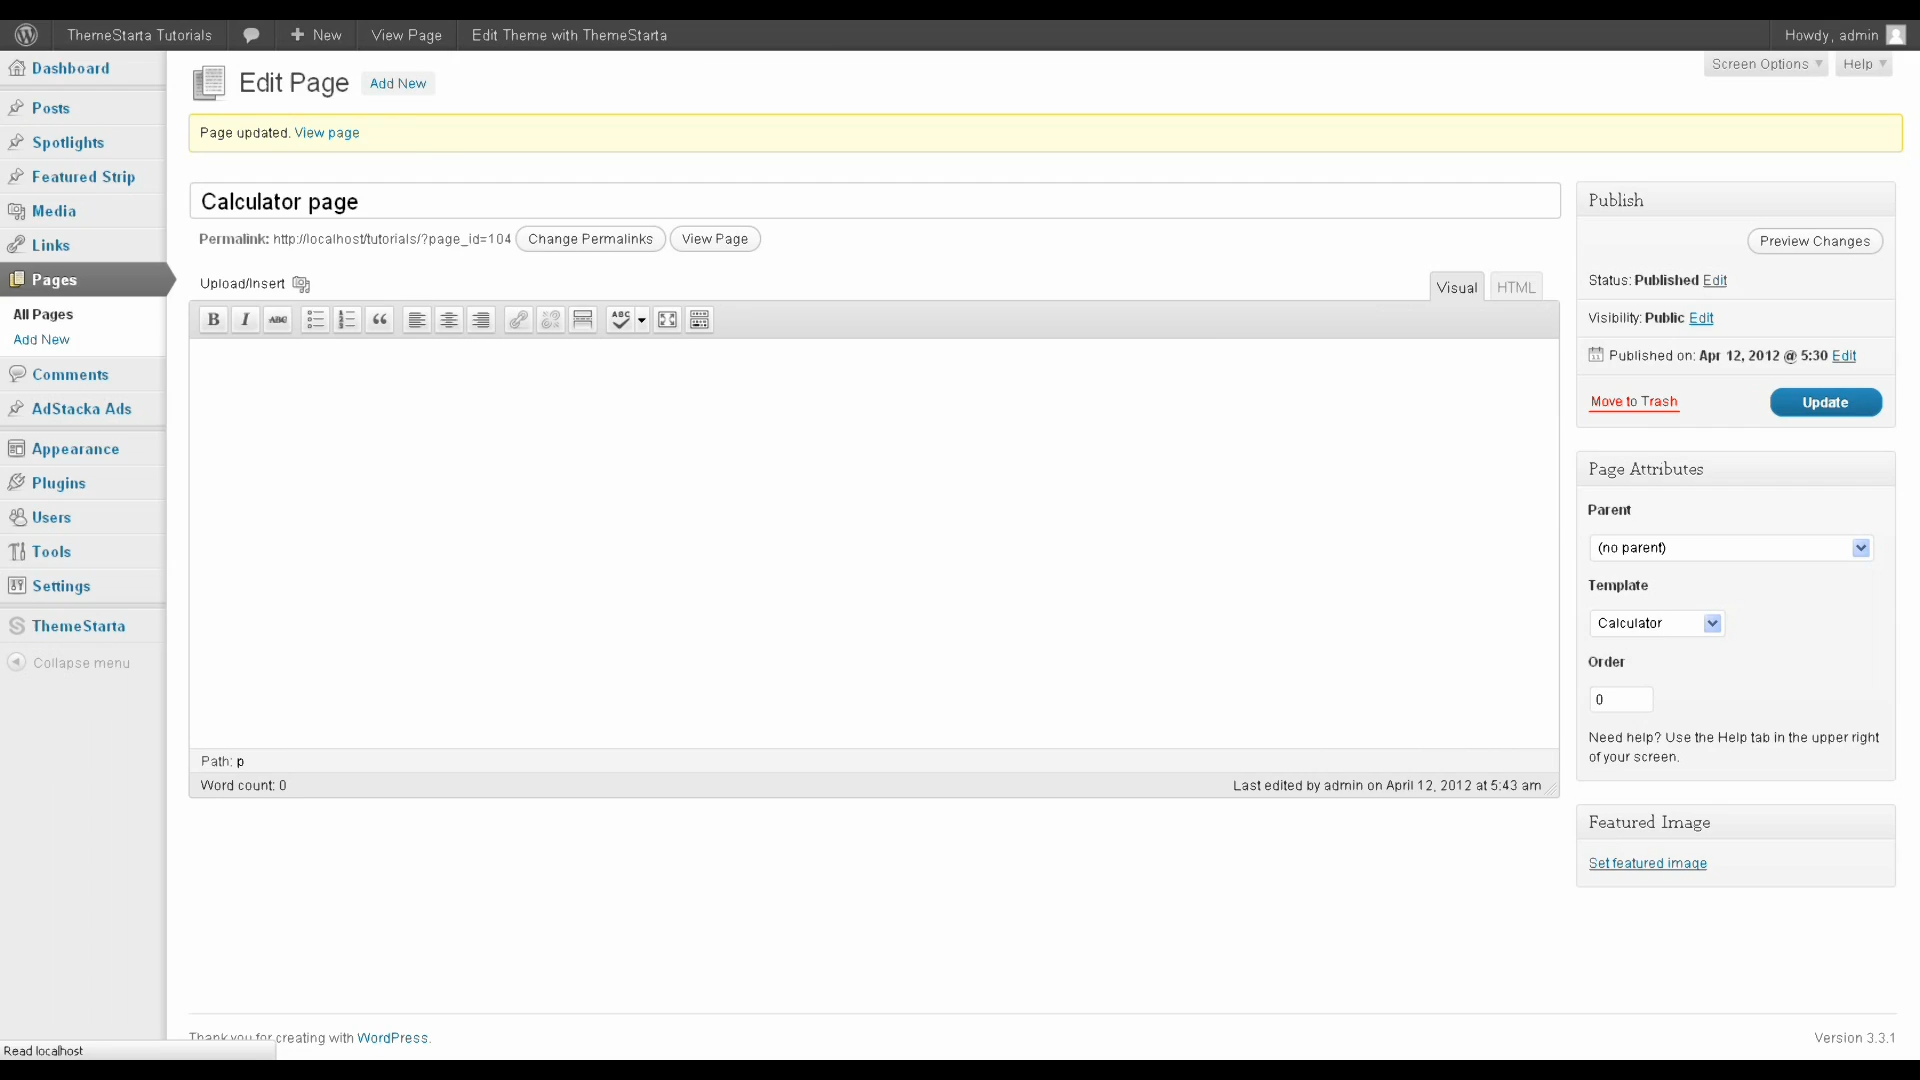 ThemeStarta Tutorials New View Page Edit Theme with ThemeStarta Howdy, admin
Screen Options Help
Dashboard
Posts
Spotlights
Featured Strip
Media
Links
Pages
All Pages
Add New
Comments
AdStacka Ads
Appearance
Plugins
Users
Tools
Settings
ThemeStarta
Collapse menu
Edit Page Add New
Page updated. View page
Calculator page
Permalink: http://localhost/tutorials/?page_id=104 Change Permalinks View Page
Upload/Insert
Visual HTML
B I ABC ABC
Path: p
Word count: 0 Last edited by admin on April 12, 2012 at 5:43 am
Publish
Preview Changes
Status: Published Edit
Visibility: Public Edit
Published on: Apr 12, 2012 @ 5:30 Edit
Move to Trash Update
Page Attributes
Parent
(no parent)
Template
Calculator
Order
0
Need help? Use the Help tab in the upper right
of your screen.
Featured Image
Set featured image
Thank you for creating with WordPress.
Version 3.3.1
Read localhost